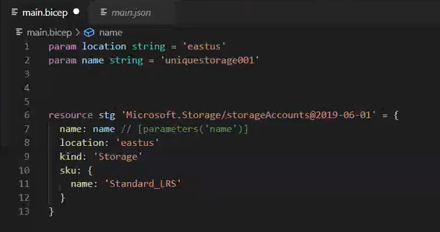 main.bicep main.json
main.bicep > name
1 param location string = 'eastus'
2 param name string = 'uniquestorage001'
3
4
5
6 resource stg 'Microsoft.Storage/storageAccounts@2019-06-01' = {
7 name: name // [parameters('name')]
8 location: 'eastus'
9 kind: 'Storage'
10 sku: {
11 name: 'Standard_LRS'
12 }
13 }